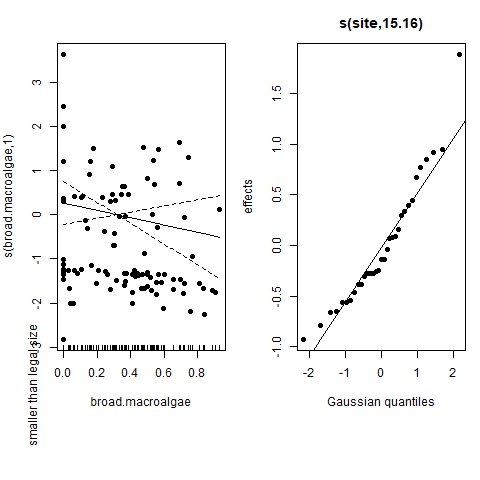 s(site,15.16)
s(broad.macroalgae,1)
smaller than legal size
3
2
1
0
-1
-2
-3
0.0 0.2 0.4 0.6 0.8
broad.macroalgae
effects
1.5
1.0
0.5
0.0
-0.5
-1.0
-2 -1 0 1 2
Gaussian quantiles